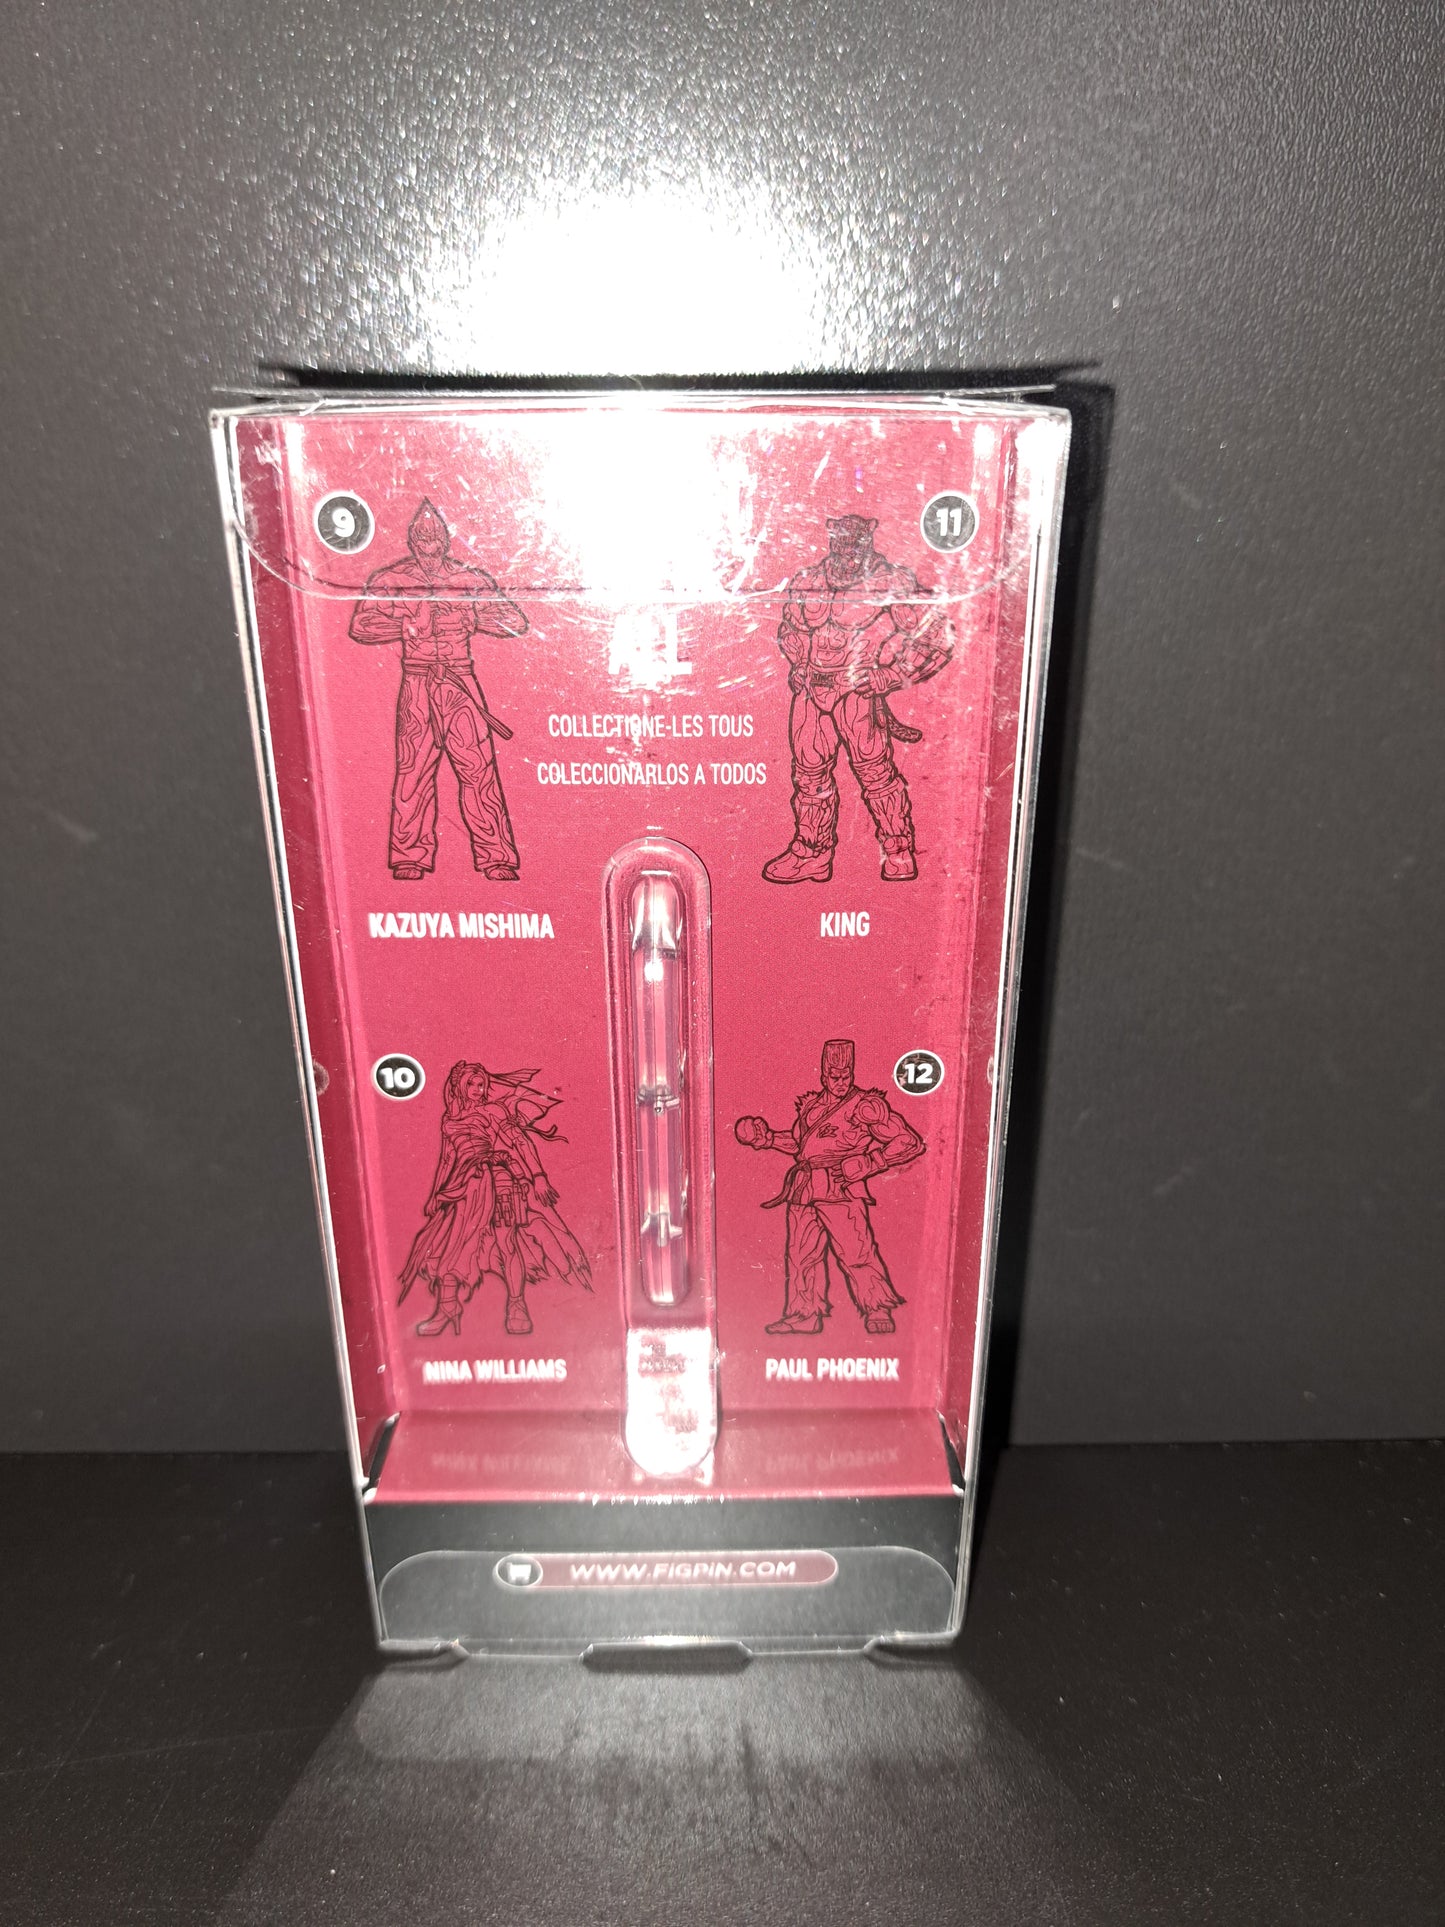 9
11
ALL
COLLECTIONE-LES TOUS
COLECCIONARLOS A TODOS
KAZUYA MISHIMA
KING
10
12
NINA WILLIAMS
PAUL PHOENIX
WWW.FIGPIN.COM